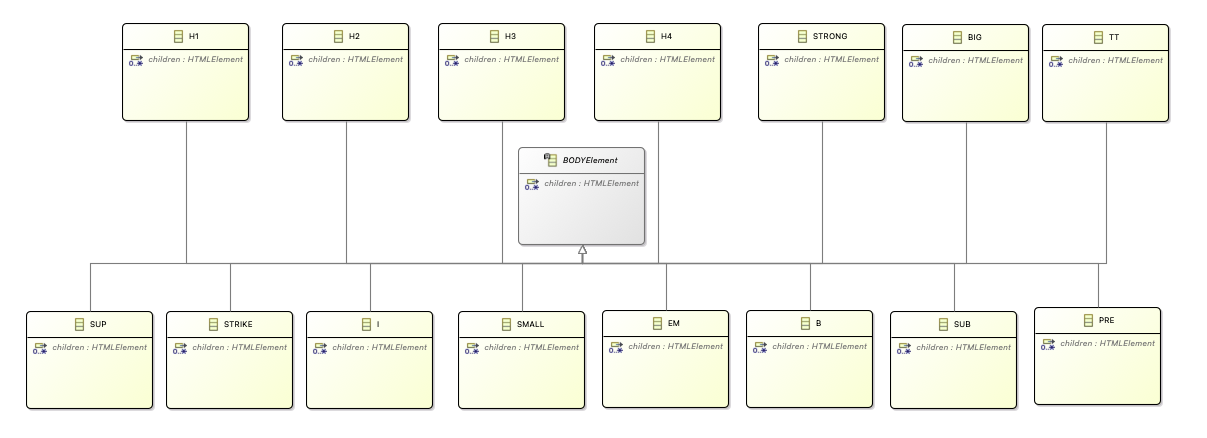 H1
0..*
children : HTMLElement
H2
0..*
children : HTMLElement
H3
0..*
children : HTMLElement
H4
0..*
children : HTMLElement
STRONG
0..*
children : HTMLElement
BIG
0..*
children : HTMLElement
TT
0..*
children : HTMLElement
BODYElement
0..*
children : HTMLElement
SUP
0..*
children : HTMLElement
STRIKE
0..*
children : HTMLElement
I
0..*
children : HTMLElement
SMALL
0..*
children : HTMLElement
EM
0..*
children : HTMLElement
B
0..*
children : HTMLElement
SUB
0..*
children : HTMLElement
PRE
0..*
children : HTMLElement